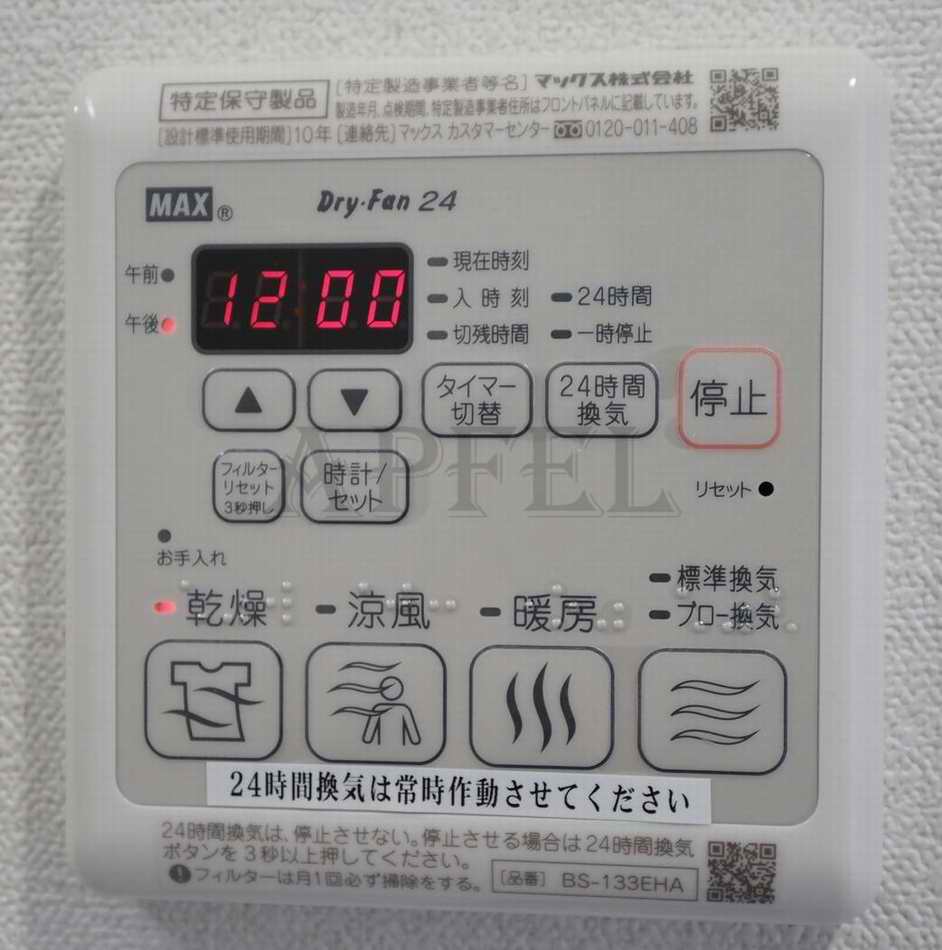 特定保守製品 [特定製造事業者等名] マックス株式会社
製造年月、点検期間、特定製造事業者住所はフロントパネルに記載しています。
[設計標準使用期間]10年 [連絡先]マックス カスタマーセンター 0120-011-408
MAX® Dry・Fan 24
午前
午後
12:00
現在時刻
入時刻 24時間
切残時間 一時停止
▲ ▼ タイマー切替 24時間換気 停止
フィルターリセット3秒押し 時計/セット リセット
APFEL
お手入れ
乾燥 涼風 暖房 標準換気
ブロー換気
24時間換気は常時作動させてください
24時間換気は、停止させない。停止させる場合は24時間換気
ボタンを3秒以上押してください。
フィルターは月1回必ず掃除をする。 [品番] BS-133EHA